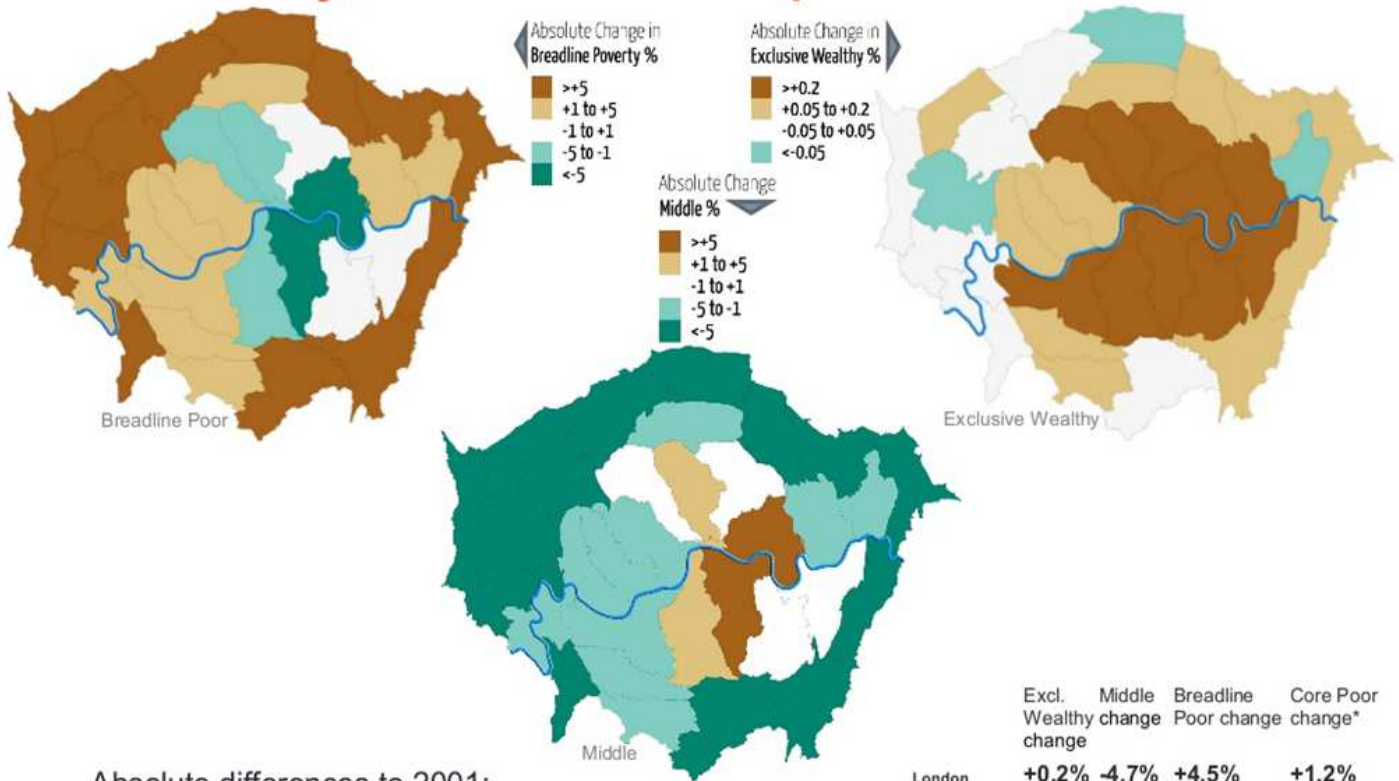 Absolute Change in
Breadline Poverty %
>+5
+1 to +5
-1 to +1
-5 to -1
<-5
Absolute Change in
Exclusive Wealthy %
>+0.2
+0.05 to +0.2
-0.05 to +0.05
<-0.05
Absolute Change
Middle %
>+5
+1 to +5
-1 to +1
-5 to -1
<-5
Breadline Poor
Exclusive Wealthy
Middle
Excl. Middle Breadline Core Poor
Wealthy change Poor change change*
change
London +0.2% -4.7% +4.5% +1.2%
Absolute differences to 2001: